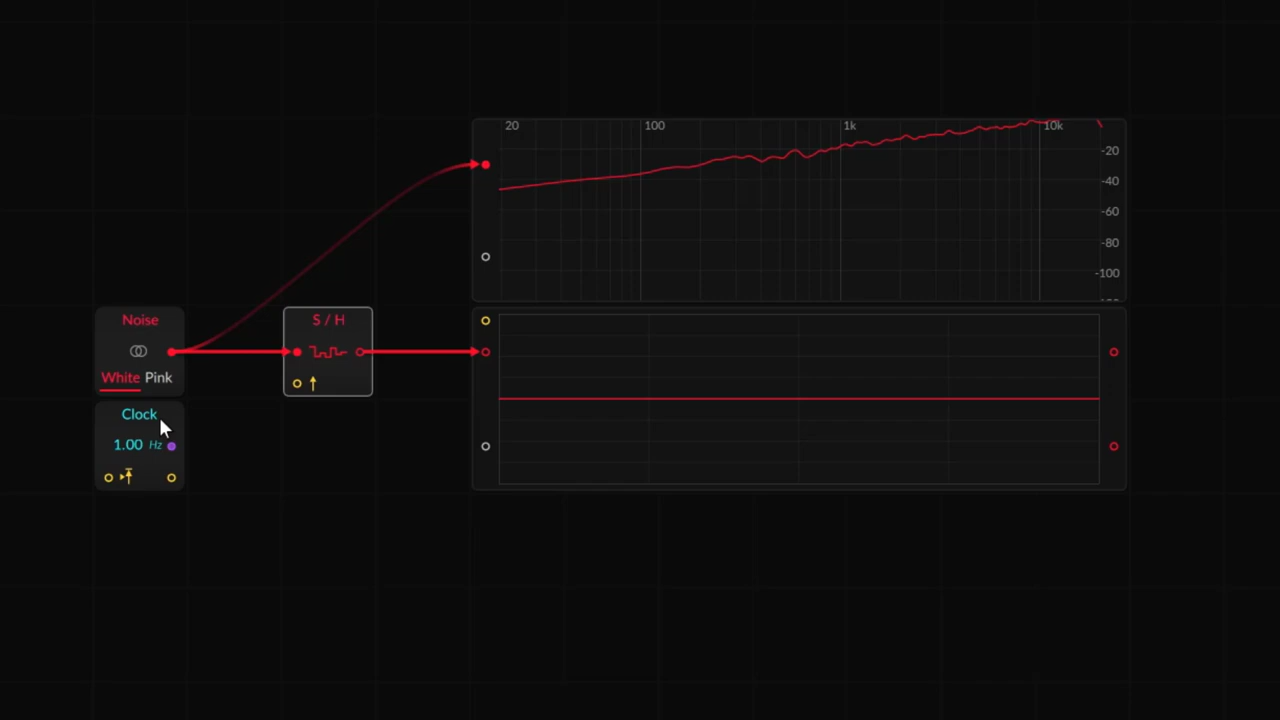 20 100 1k 10k
-20
-40
-60
-80
-100
Noise
White Pink
S / H
Clock
1.00 Hz